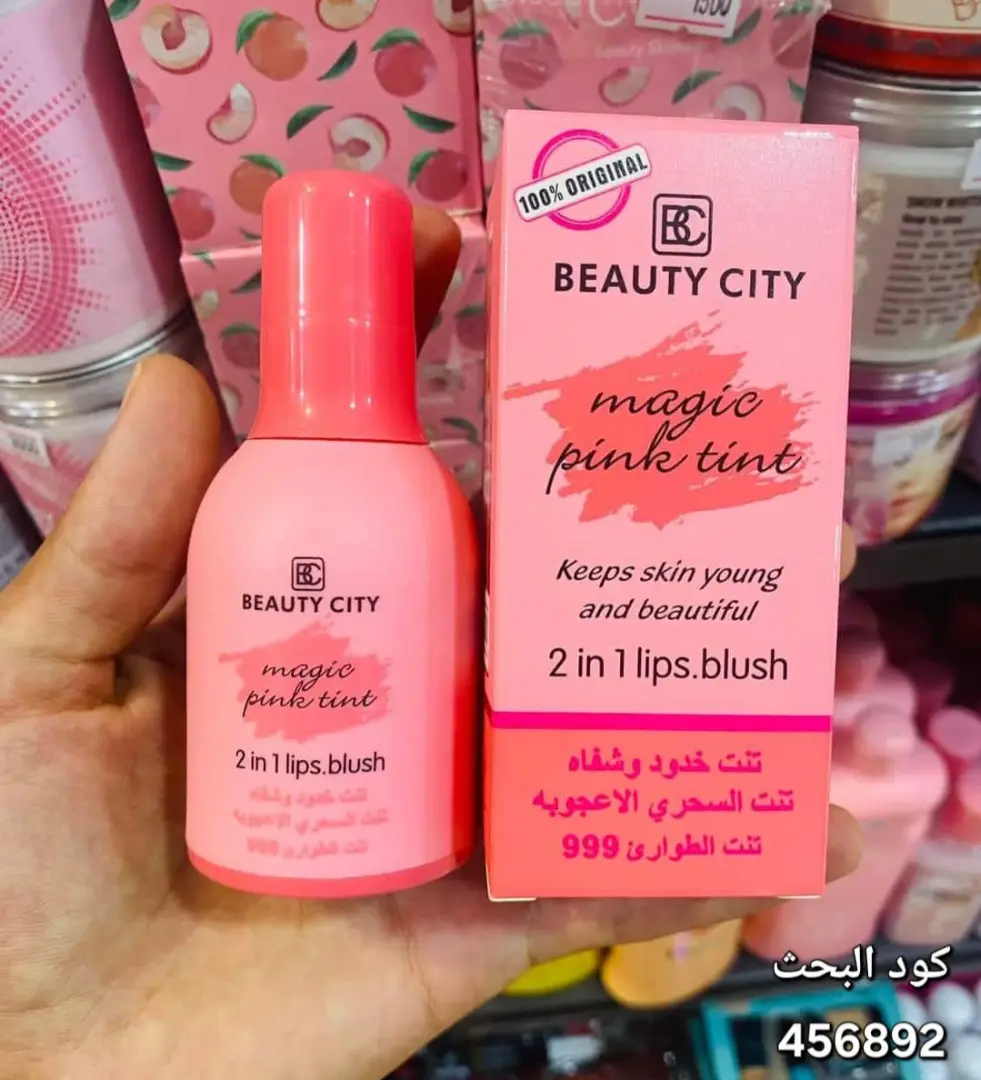 1500
100% ORIGINAL
BC
BEAUTY CITY
magic
pink tint
Keeps skin young
and beautiful
2 in 1 lips.blush
تنت خدود وشفاه
تنت السحري الاعجوبه
تنت الطوارئ 999
BC
BEAUTY CITY
magic
pink tint
2 in 1 lips.blush
تنت خدود وشفاه
تنت السحري الاعجوبه
تنت الطوارئ 999
كود البحث
456892